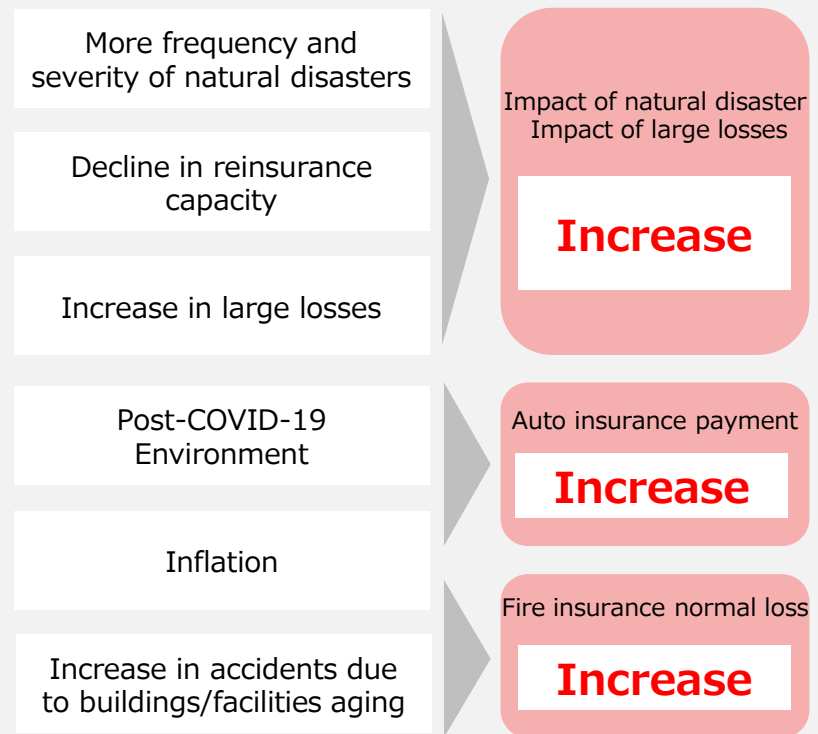 More frequency and
severity of natural disasters
Decline in reinsurance
capacity
Increase in large losses
Impact of natural disaster
Impact of large losses
Increase
Post-COVID-19
Environment
Inflation
Increase in accidents due
to buildings/facilities aging
Auto insurance payment
Increase
Fire insurance normal loss
Increase